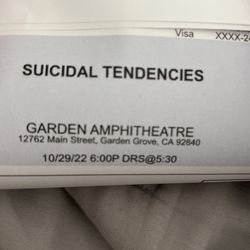 Visa XXXX-24
SUICIDAL TENDENCIES
GARDEN AMPHITHEATRE
12762 Main Street, Garden Grove, CA 92840
10/29/22 6:00P DRS@5:30